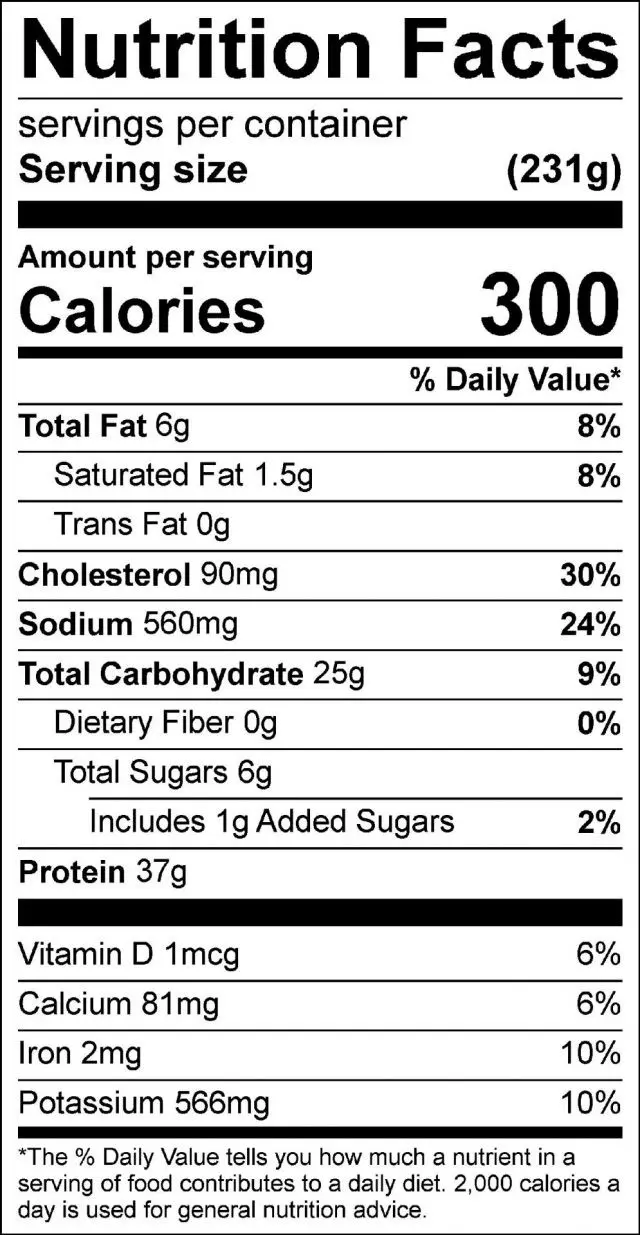 Nutrition Facts
servings per container
Serving size (231g)
Amount per serving
Calories 300
% Daily Value*
Total Fat 6g 8%
Saturated Fat 1.5g 8%
Trans Fat 0g
Cholesterol 90mg 30%
Sodium 560mg 24%
Total Carbohydrate 25g 9%
Dietary Fiber 0g 0%
Total Sugars 6g
Includes 1g Added Sugars 2%
Protein 37g
Vitamin D 1mcg 6%
Calcium 81mg 6%
Iron 2mg 10%
Potassium 566mg 10%
*The % Daily Value tells you how much a nutrient in a
serving of food contributes to a daily diet. 2,000 calories a
day is used for general nutrition advice.